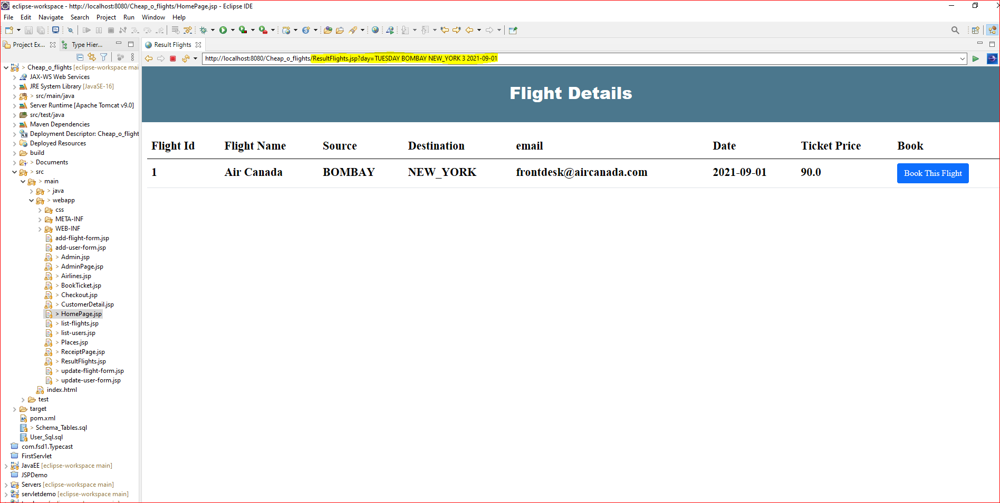 eclipse-workspace - http://localhost:8080/Cheap_o_flights/HomePage.jsp - Eclipse IDE
File Edit Navigate Search Project Run Window Help
Project Ex... Type Hier... Result Flights
http://localhost:8080/Cheap_o_flights/ResultFlights.jsp?day=TUESDAY BOMBAY NEW_YORK 3 2021-09-01
> Cheap_o_flights [eclipse-workspace mai
JAX-WS Web Services
JRE System Library [JavaSE-16]
> src/main/java
Server Runtime [Apache Tomcat v9.0]
src/test/java
Maven Dependencies
Deployment Descriptor: Cheap_o_flight
Deployed Resources
build
> Documents
> src
> main
> java
> webapp
css
META-INF
WEB-INF
add-flight-form.jsp
add-user-form.jsp
> Admin.jsp
> AdminPage.jsp
> Airlines.jsp
> BookTicket.jsp
> Checkout.jsp
> CustomerDetail.jsp
> HomePage.jsp
> list-flights.jsp
> list-users.jsp
> Places.jsp
> ReceiptPage.jsp
> ResultFlights.jsp
> update-flight-form.jsp
> update-user-form.jsp
index.html
test
target
pom.xml
> Schema_Tables.sql
User_Sql.sql
com.fsd1.Typecast
FirstServlet
JavaEE [eclipse-workspace main]
JSPDemo
Servers [eclipse-workspace main]
servletdemo [eclipse-workspace main]
Flight Details
Flight Id Flight Name Source Destination email Date Ticket Price Book
1 Air Canada BOMBAY NEW_YORK frontdesk@aircanada.com 2021-09-01 90.0 Book This Flight